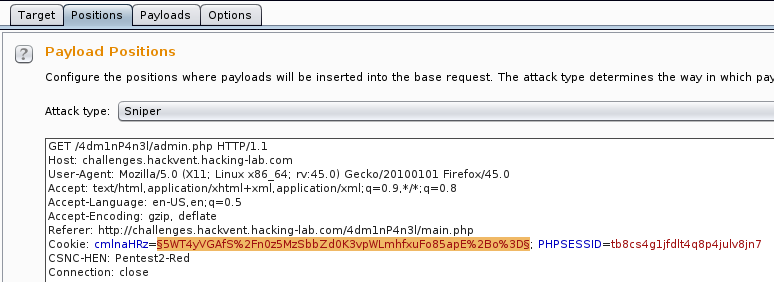 Target Positions Payloads Options
? Payload Positions
Configure the positions where payloads will be inserted into the base request. The attack type determines the way in which pay
Attack type: Sniper
GET /4dm1nP4n3l/admin.php HTTP/1.1
Host: challenges.hackvent.hacking-lab.com
User-Agent: Mozilla/5.0 (X11; Linux x86_64; rv:45.0) Gecko/20100101 Firefox/45.0
Accept: text/html,application/xhtml+xml,application/xml;q=0.9,*/*;q=0.8
Accept-Language: en-US,en;q=0.5
Accept-Encoding: gzip, deflate
Referer: http://challenges.hackvent.hacking-lab.com/4dm1nP4n3l/main.php
Cookie: cmlnaHRz=§5WT4yVGAfS%2Fn0z5MzSbbZd0K3vpWLmhfxuFo85apE%2Bo%3D§; PHPSESSID=tb8cs4g1jfdlt4q8p4julv8jn7
CSNC-HEN: Pentest2-Red
Connection: close